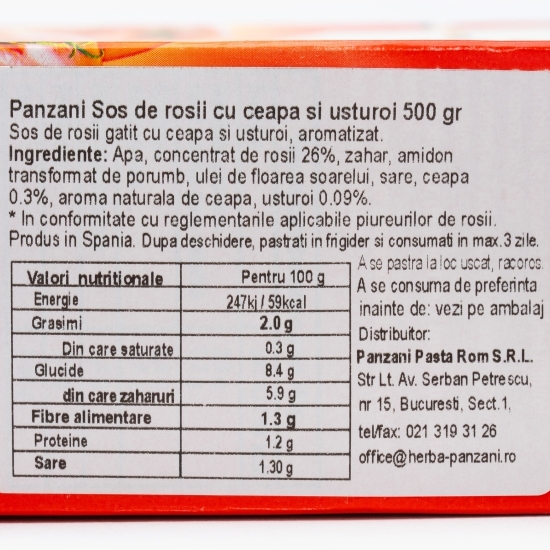 Panzani Sos de rosii cu ceapa si usturoi 500 gr
Sos de rosii gatit cu ceapa si usturoi, aromatizat.
Ingrediente: Apa, concentrat de rosii 26%, zahar, amidon
transformat de porumb, ulei de floarea soarelui, sare, ceapa
0.3%, aroma naturala de ceapa, usturoi 0.09%.
* In conformitate cu reglementarile aplicabile piureurilor de rosii.
Produs in Spania. Dupa deschidere, pastrati in frigider si consumati in max. 3 zile.
Valori nutritionale Pentru 100 g
Energie 247kj / 59kcal
Grasimi 2.0 g
Din care saturate 0.3 g
Glucide 8.4 g
din care zaharuri 5.9 g
Fibre alimentare 1.3 g
Proteine 1.2 g
Sare 1.30 g
A se pastra la loc uscat, racoros.
A se consuma de preferinta
inainte de: vezi pe ambalaj
Distribuitor:
Panzani Pasta Rom S.R.L.
Str Lt. Av. Serban Petrescu,
nr 15, Bucuresti, Sect.1,
tel/fax: 021 319 31 26
office@herba-panzani.ro